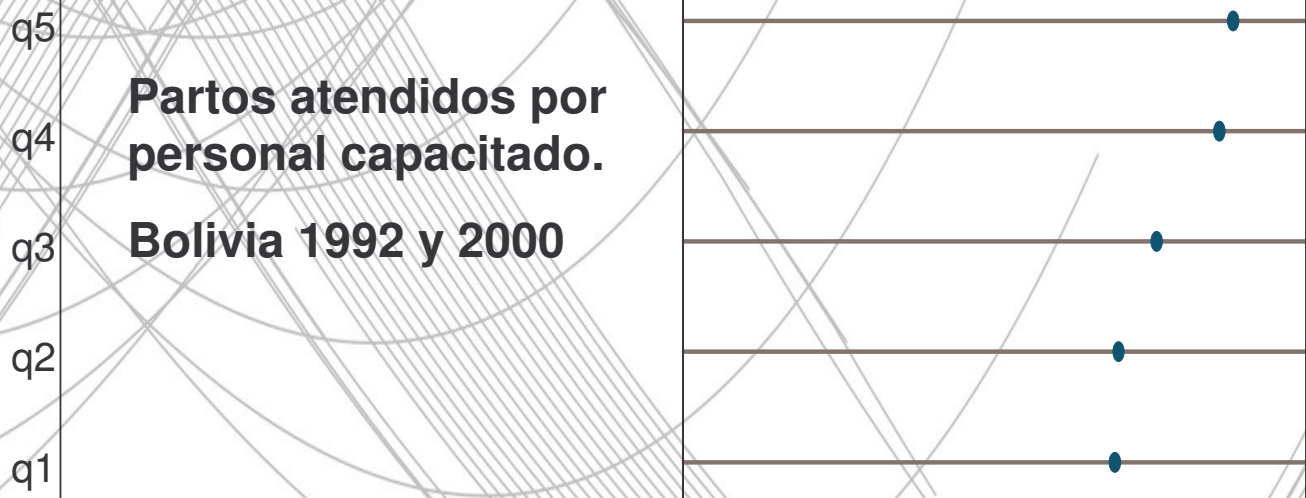 q5
Partos atendidos por
q4
personal capacitado.
q3
Bolivia 1992 y 2000
q2
q1